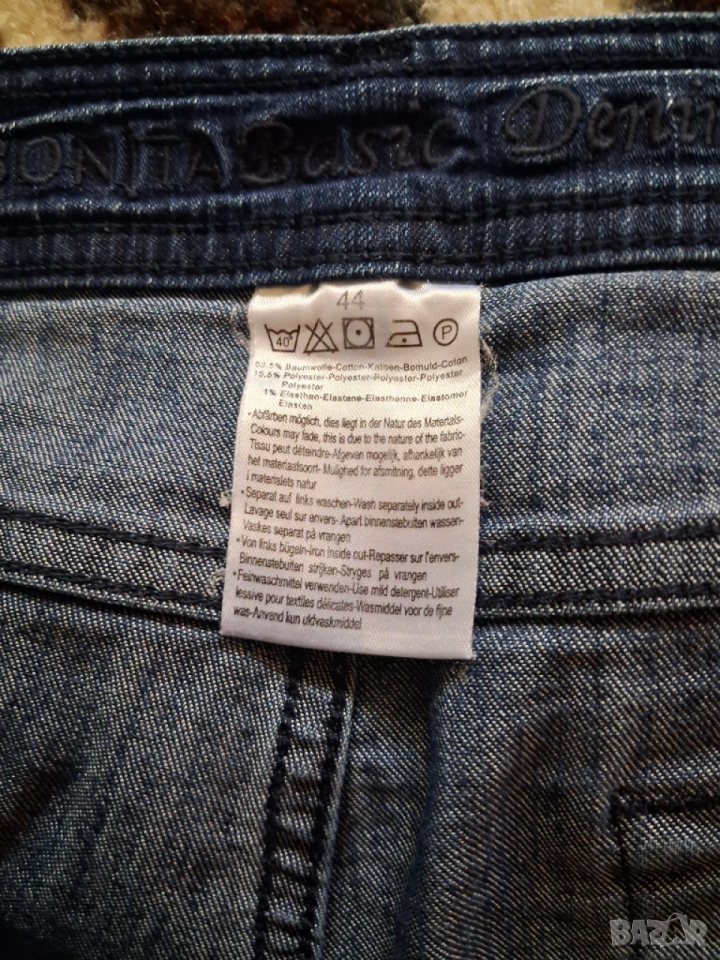 BONITA Basic Denim
44
40°
P
83.5% Baumwolle-Cotton-Katoen-Bomuld-Coton
15.5% Polyester-Polyester-Polyester-Polyester
Polyester
1% Elasthan-Elastane-Elasthanne-Elastomer
Elasten
• Abfärben möglich, dies liegt in der Natur des Materials-
Colours may fade, this is due to the nature of the fabric-
Tissu peut déteindre-Afgeven mogelijk, afhankelijk van
het materiaalsoort- Mulighed for afsmitning, dette ligger
i materialets natur
• Separat auf links waschen-Wash separately inside out-
Lavage seul sur envers- Apart binnenstebuiten wassen-
Vaskes separat på vrangen
• Von links bügeln-Iron inside out-Repasser sur l'envers-
Binnenstebuiten strijken-Stryges på vrangen
• Feinwaschmittel verwenden-Use mild detergent-Utiliser
lessive pour textiles délicates-Wasmiddel voor de fijne
was-Anvend kun uldvaskmiddel
BAZAR